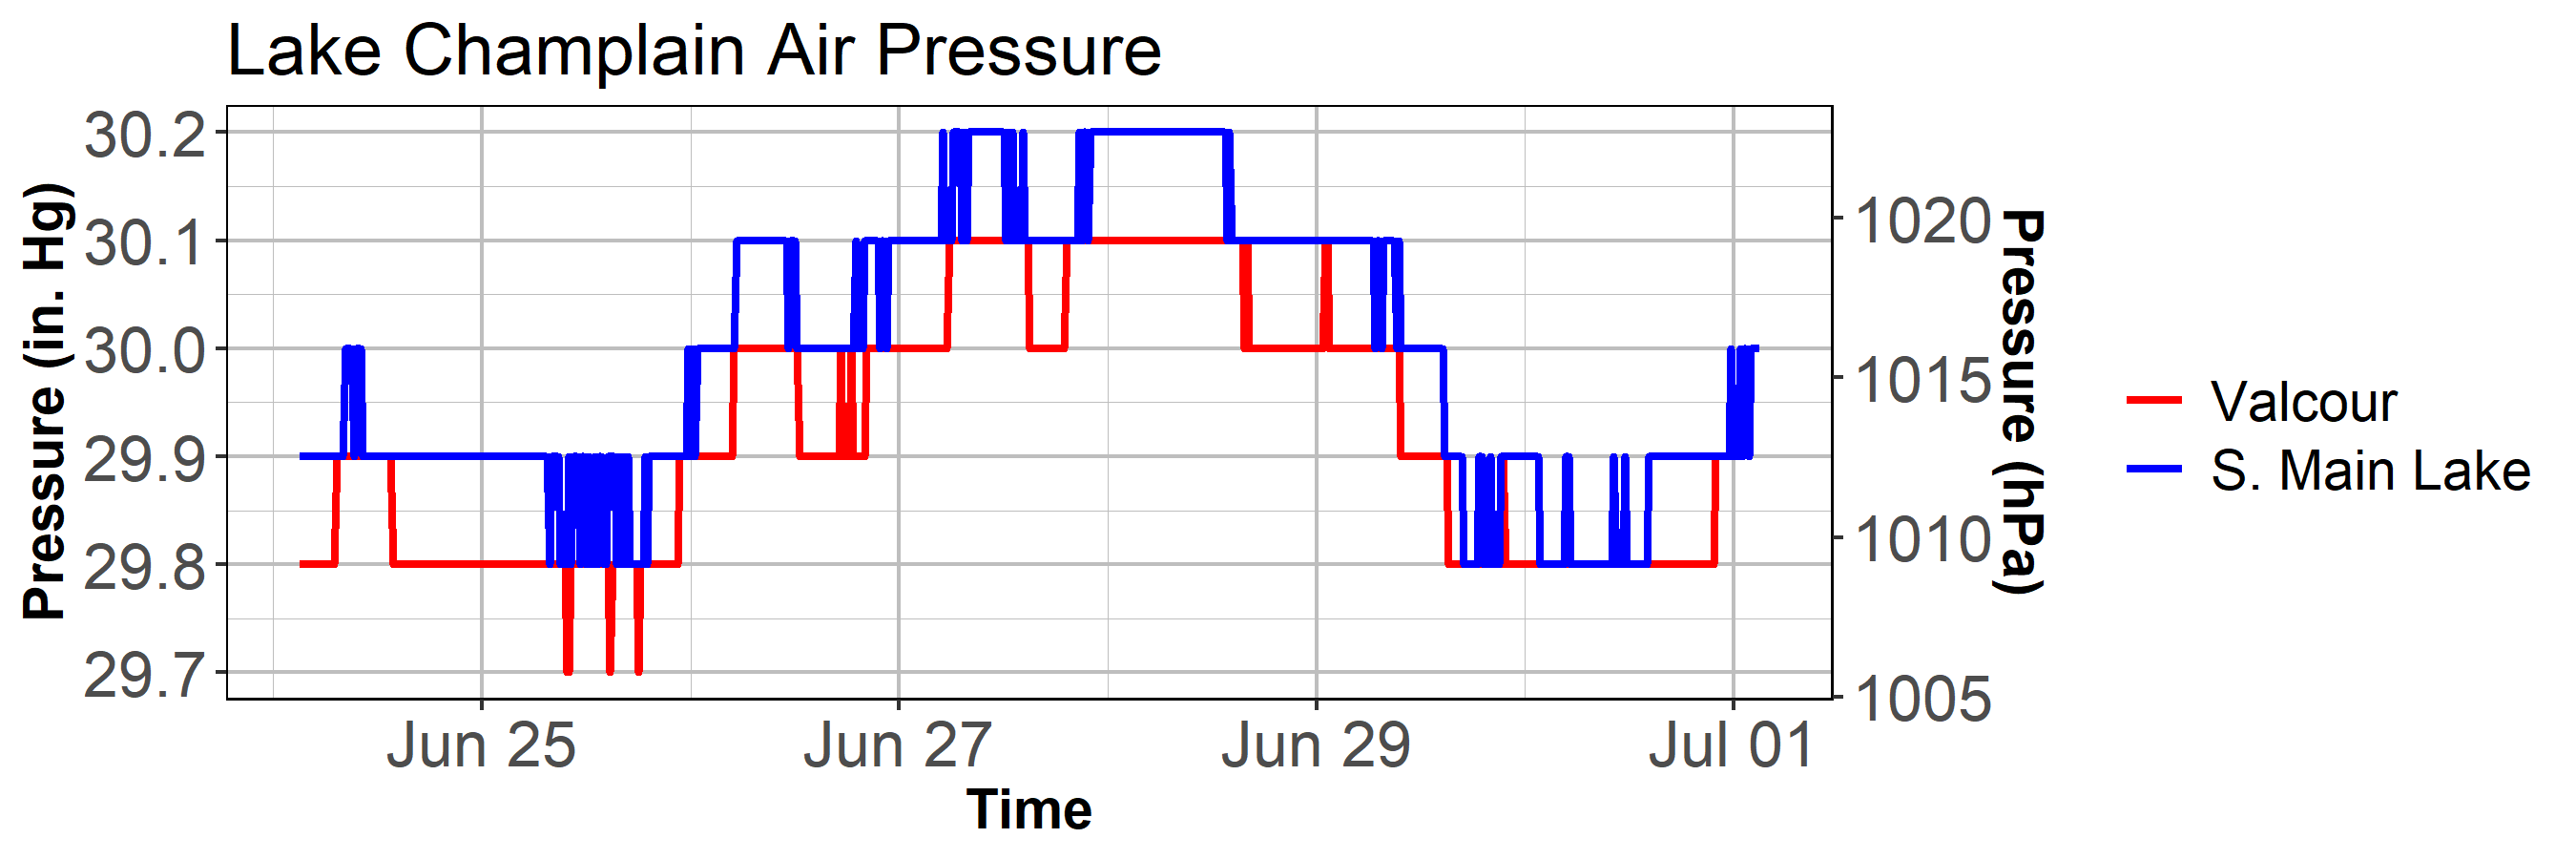 Lake Champlain Air Pressure
Pressure (in. Hg)
30.2
30.1
30.0
29.9
29.8
29.7
1020
1015
1010
1005
Pressure (hPa)
Jun 25
Jun 27
Jun 29
Jul 01
Time
Valcour
S. Main Lake